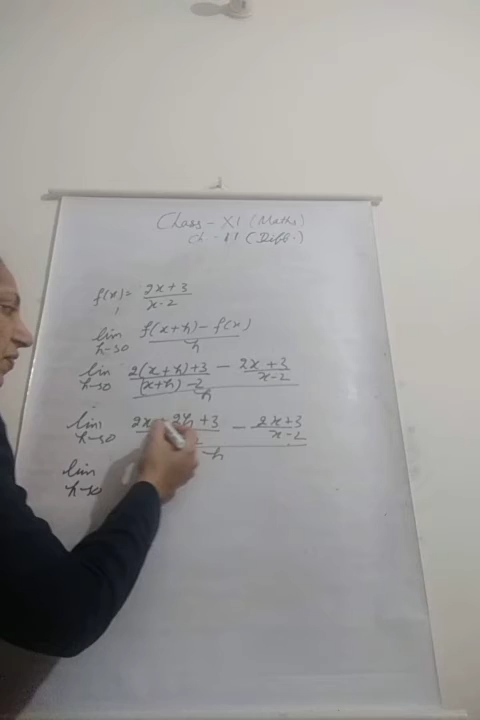 Class - XI (Maths)
Ch - 11 (Diff.)
f(x) = 2x+3
x-2
lim f(x+h) - f(x)
h→0 h
lim 2(x+h)+3 - 2x+3
h→0 (x+h)-2 x-2
h
lim 2x+2h+3 - 2x+3
h→0 2 x-2
h
lim
h→0